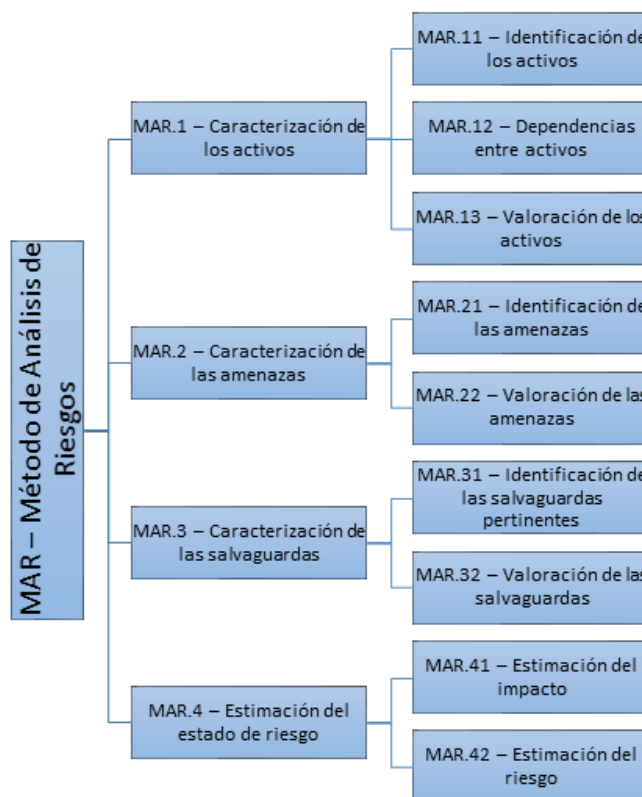 MAR – Método de Análisis de
Riesgos
MAR.1 – Caracterización de
los activos
MAR.11 – Identificación de
los activos
MAR.12 – Dependencias
entre activos
MAR.13 – Valoración de los
activos
MAR.2 – Caracterización de
las amenazas
MAR.21 – Identificación de
las amenazas
MAR.22 – Valoración de las
amenazas
MAR.3 – Caracterización de
las salvaguardas
MAR.31 – Identificación de
las salvaguardas
pertinentes
MAR.32 – Valoración de las
salvaguardas
MAR.4 – Estimación del
estado de riesgo
MAR.41 – Estimación del
impacto
MAR.42 – Estimación del
riesgo